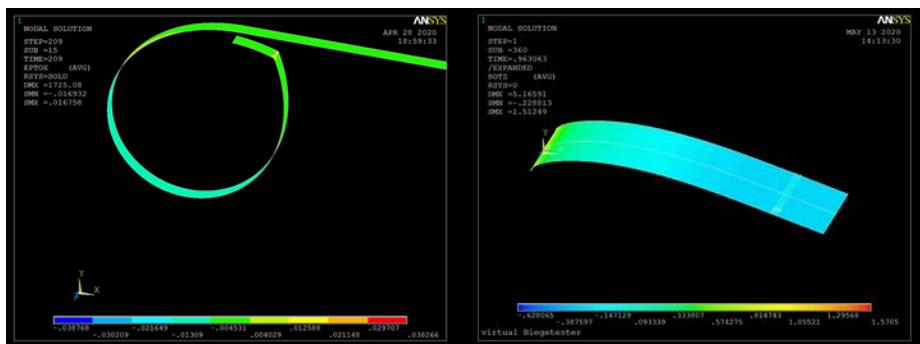 1
ANSYS
NODAL SOLUTION
APR 28 2020
18:59:33
STEP=209
SUB =15
TIME=209
EPTOX (AVG)
RSYS=SOLU
DMX =1725.08
SMN =-.016932
SMX =.016758
Y
X
-.038768
-.030209
-.021649
-.01309
-.004531
.004029
.012588
.021148
.029707
.038266
1
ANSYS
NODAL SOLUTION
MAY 13 2020
14:13:30
STEP=1
SUB =360
TIME=.963063
/EXPANDED
ROTZ (AVG)
RSYS=0
DMX =5.16591
SMN =-.228813
SMX =1.51249
Y
X
-.628065
-.387597
-.147129
.093339
.333807
.574275
.814743
1.05521
1.29568
1.5705
virtual Biegetester